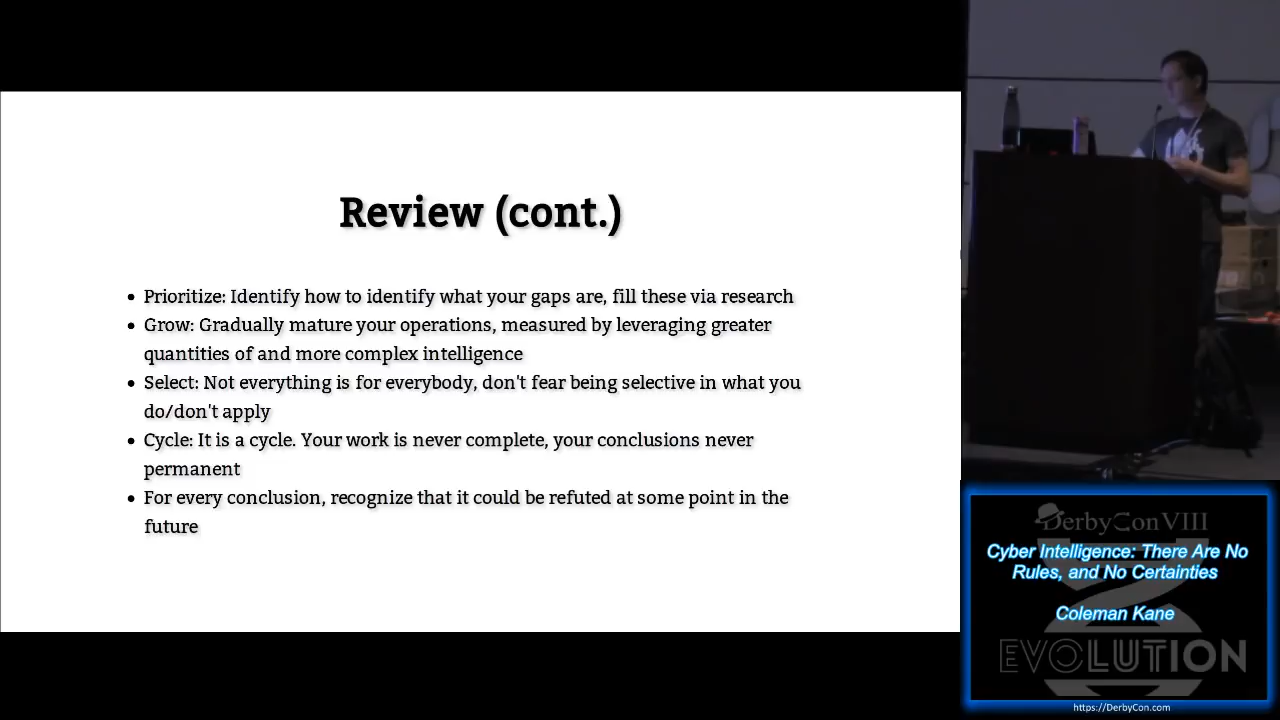 Review (cont.)
Prioritize: Identify how to identify what your gaps are, fill these via research
Grow: Gradually mature your operations, measured by leveraging greater
quantities of and more complex intelligence
Select: Not everything is for everybody, don't fear being selective in what you
do/don't apply
Cycle: It is a cycle. Your work is never complete, your conclusions never
permanent
For every conclusion, recognize that it could be refuted at some point in the
future
DerbyCon VIII
Cyber Intelligence: There Are No
Rules, and No Certainties
Coleman Kane
EVOLUTION
https://DerbyCon.com